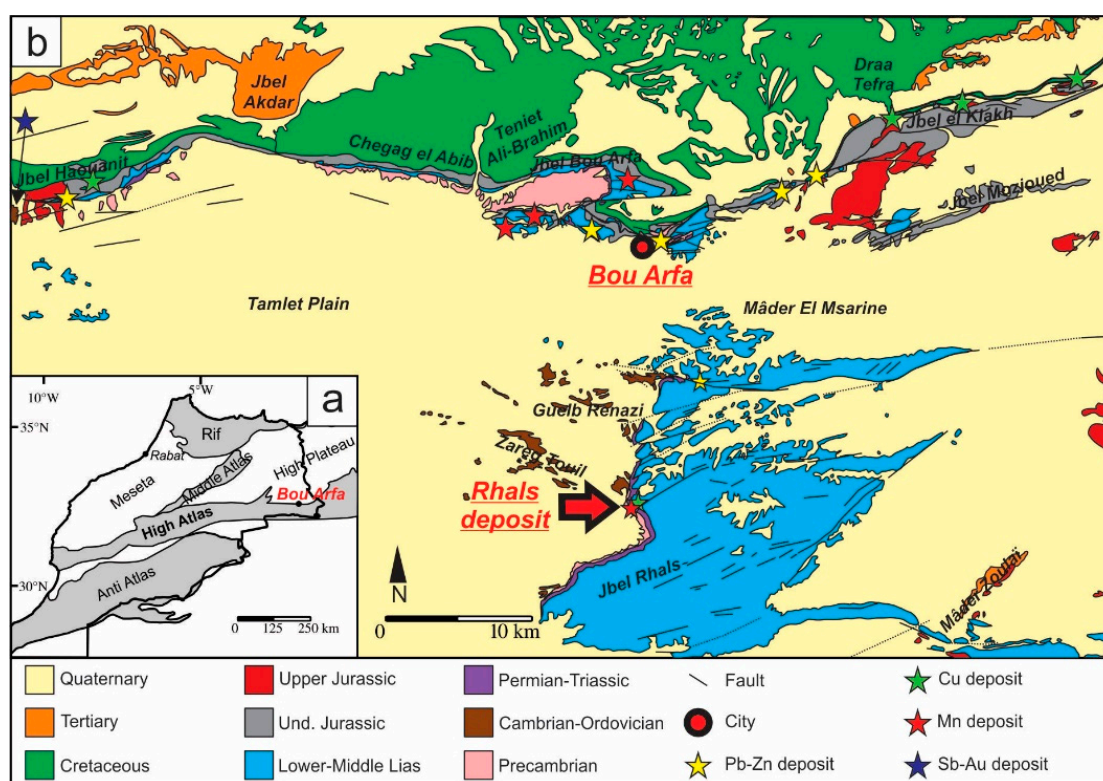 b
Jbel
Akdar
Draa
Tefra
Teniet
Ali-Brahim
Chegag el Abib
Jbel el Klakh
Jbel Haouanit
Jbel Bou Arfa
Jbel Mozioued
Bou Arfa
Tamlet Plain
Mâder El Msarine
a
10°W
5°W
35°N
Rif
Rabat
Middle Atlas
High Plateau
Meseta
Bou Arfa
High Atlas
30°N
Anti Atlas
0 125 250 km
Guelb Renazi
Zareg Touil
Rhals
deposit
N
0 10 km
Jbel Rhals
Mâder Zoulaï
Quaternary
Upper Jurassic
Permian-Triassic
Fault
Cu deposit
Tertiary
Und. Jurassic
Cambrian-Ordovician
City
Mn deposit
Cretaceous
Lower-Middle Lias
Precambrian
Pb-Zn deposit
Sb-Au deposit